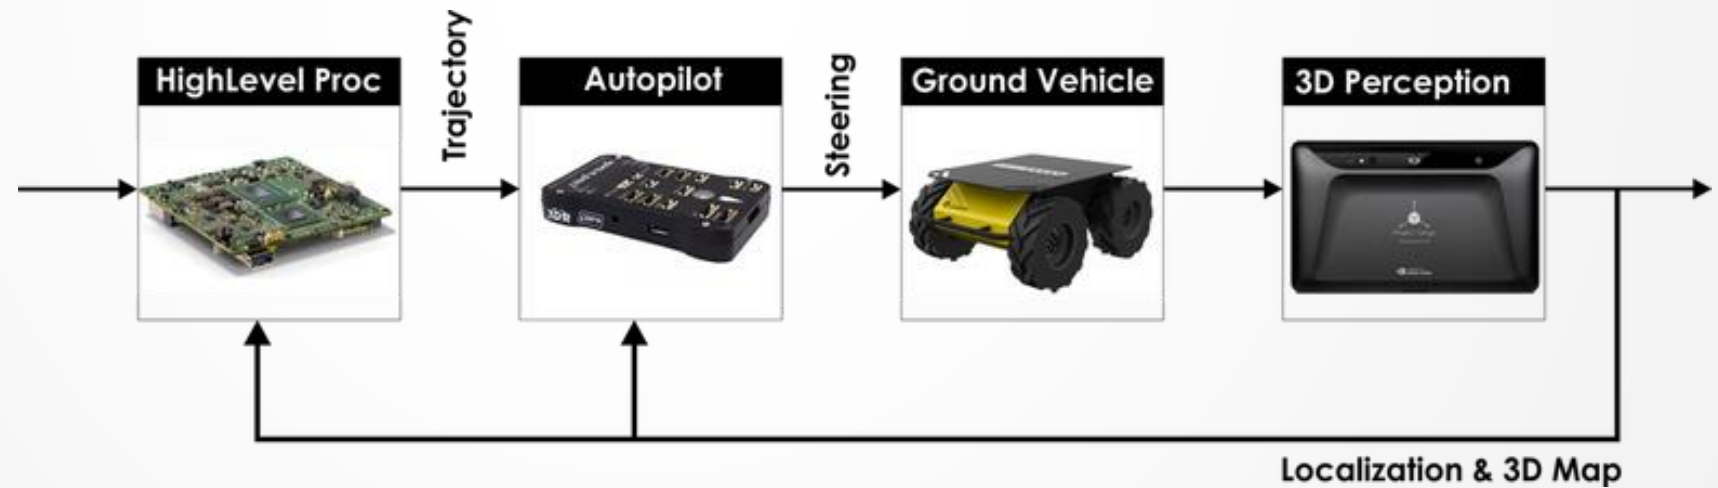 HighLevel Proc
Trajectory
Autopilot
Steering
Ground Vehicle
3D Perception
Localization & 3D Map